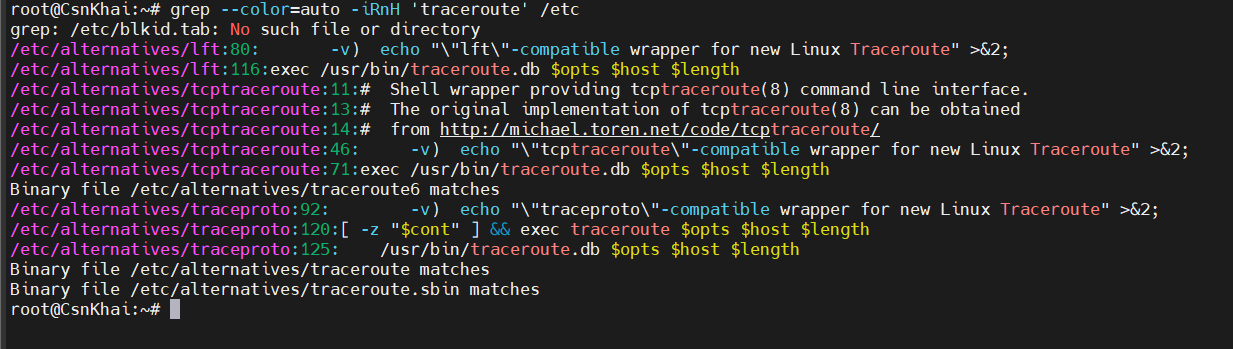 root@CsnKhai:~# grep --color=auto -iRnH 'traceroute' /etc
grep: /etc/blkid.tab: No such file or directory
/etc/alternatives/lft:80:       -v)  echo "\"lft\"-compatible wrapper for new Linux Traceroute" >&2;
/etc/alternatives/lft:116:exec /usr/bin/traceroute.db $opts $host $length
/etc/alternatives/tcptraceroute:11:#  Shell wrapper providing tcptraceroute(8) command line interface.
/etc/alternatives/tcptraceroute:13:#  The original implementation of tcptraceroute(8) can be obtained
/etc/alternatives/tcptraceroute:14:#  from http://michael.toren.net/code/tcptraceroute/
/etc/alternatives/tcptraceroute:46:     -v)  echo "\"tcptraceroute\"-compatible wrapper for new Linux Traceroute" >&2;
/etc/alternatives/tcptraceroute:71:exec /usr/bin/traceroute.db $opts $host $length
Binary file /etc/alternatives/traceroute6 matches
/etc/alternatives/traceproto:92:        -v)  echo "\"traceproto\"-compatible wrapper for new Linux Traceroute" >&2;
/etc/alternatives/traceproto:120:[ -z "$cont" ] && exec traceroute $opts $host $length
/etc/alternatives/traceproto:125:    /usr/bin/traceroute.db $opts $host $length
Binary file /etc/alternatives/traceroute matches
Binary file /etc/alternatives/traceroute.sbin matches
root@CsnKhai:~#